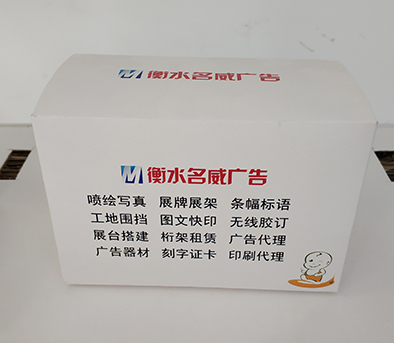 M 衡水名威广告
M 衡水名威广告
喷绘写真 展牌展架 条幅标语
工地围挡 图文快印 无线胶订
展台搭建 桁架租赁 广告代理
广告器材 刻字证卡 印刷代理